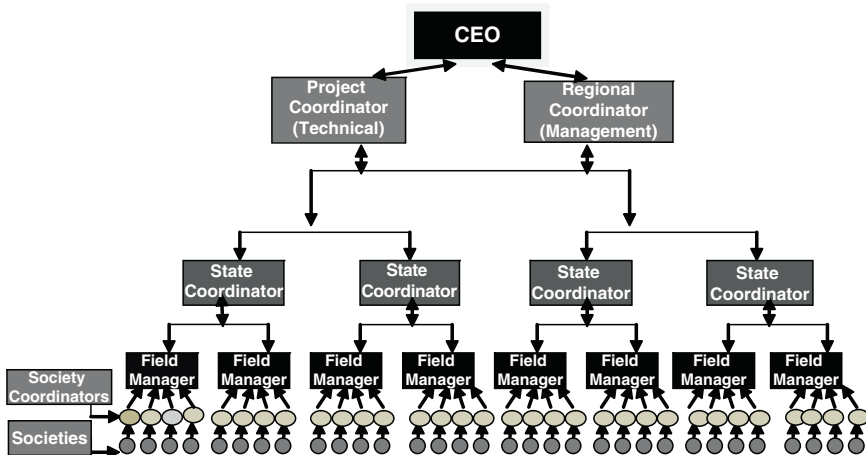 CEO
Project
Coordinator
(Technical)
Regional
Coordinator
(Management)
State
Coordinator
State
Coordinator
State
Coordinator
State
Coordinator
Field
Manager
Field
Manager
Field
Manager
Field
Manager
Field
Manager
Field
Manager
Field
Manager
Field
Manager
Society
Coordinators
Societies